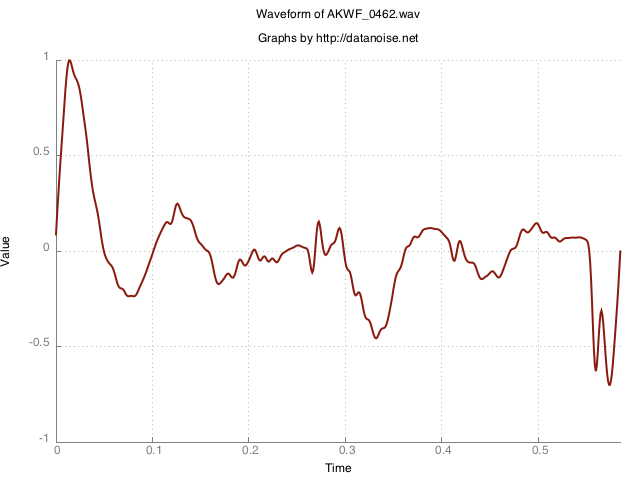 Waveform of AKWF_0462.wav
Graphs by http://datanoise.net
1
0.5
0
-0.5
-1
Value
0 0.1 0.2 0.3 0.4 0.5
Time